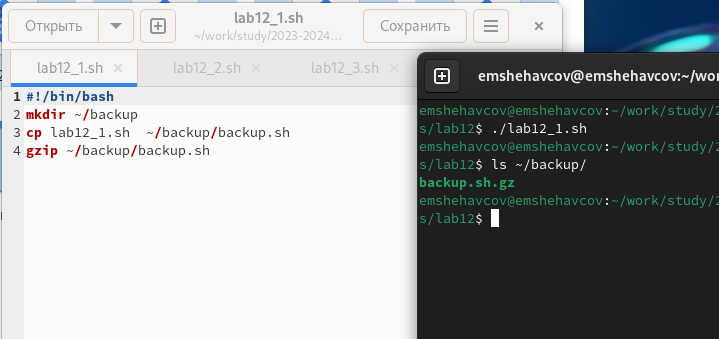 Открыть
lab12_1.sh
~/work/study/2023-2024...
Сохранить
lab12_1.sh
lab12_2.sh
lab12_3.sh
1 #!/bin/bash
2 mkdir ~/backup
3 cp lab12_1.sh  ~/backup/backup.sh
4 gzip ~/backup/backup.sh
emshehavcov@emshehavcov:~/wor
emshehavcov@emshehavcov:~/work/study/2
s/lab12$ ./lab12_1.sh
emshehavcov@emshehavcov:~/work/study/2
s/lab12$ ls ~/backup/
backup.sh.gz
emshehavcov@emshehavcov:~/work/study/2
s/lab12$